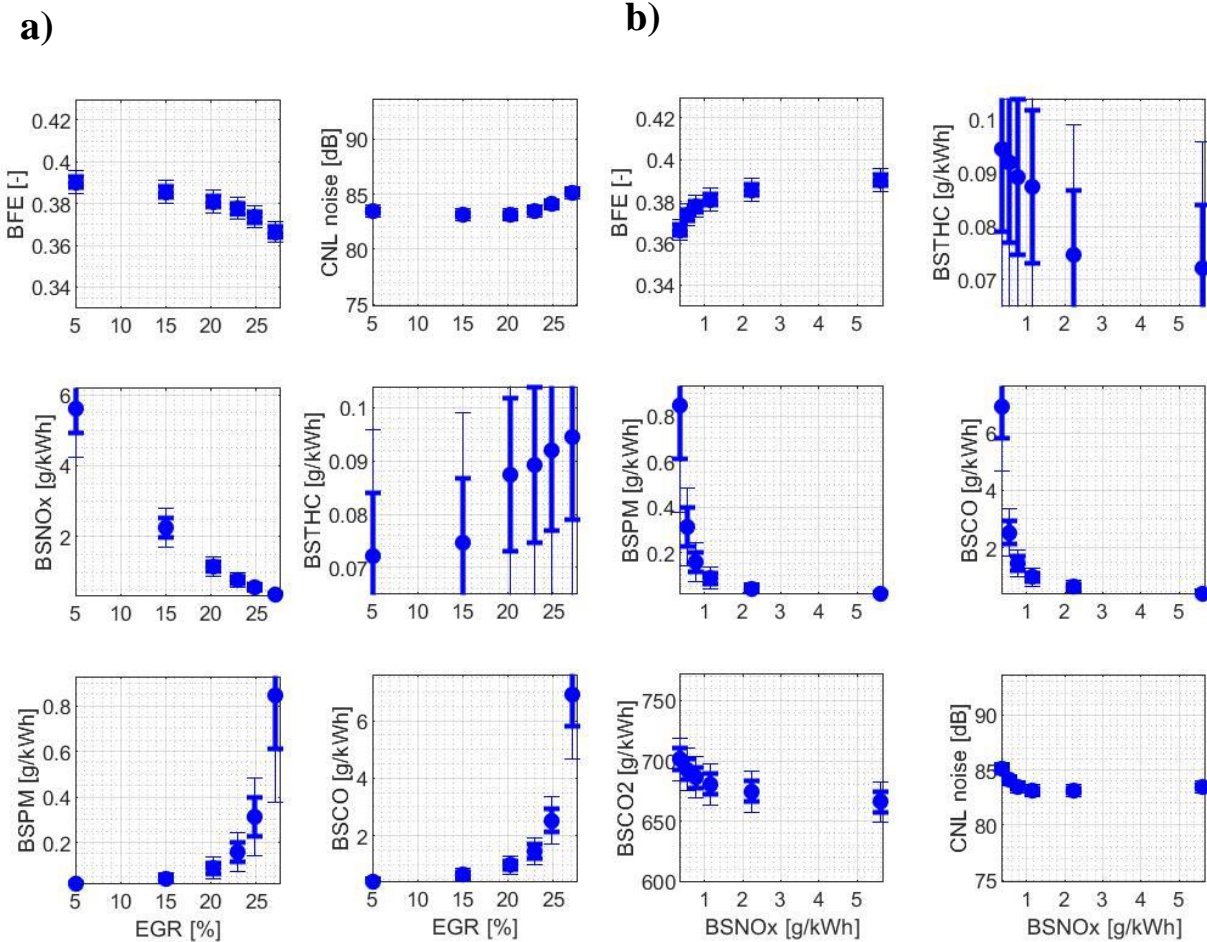 a)
b)
BFE [-]
0.42
0.4
0.38
0.36
0.34
5 10 15 20 25
CNL noise [dB]
90
85
83
75
5 10 15 20 25
BFE [-]
0.42
0.4
0.38
0.36
0.34
1 2 3 4 5
BSTHC [g/kWh]
0.1
0.09
0.08
0.07
1 2 3 4 5
BSNOx [g/kWh]
6
4
2
5 10 15 20 25
BSTHC [g/kWh]
0.1
0.09
0.08
0.07
5 10 15 20 25
BSPM [g/kWh]
0.8
0.6
0.4
0.2
1 2 3 4 5
BSCO [g/kWh]
6
4
2
1 2 3 4 5
BSPM [g/kWh]
0.8
0.6
0.4
0.2
5 10 15 20 25
EGR [%]
BSCO [g/kWh]
6
4
2
5 10 15 20 25
EGR [%]
BSCO2 [g/kWh]
750
700
650
600
1 2 3 4 5
BSNOx [g/kWh]
CNL noise [dB]
90
85
83
75
1 2 3 4 5
BSNOx [g/kWh]